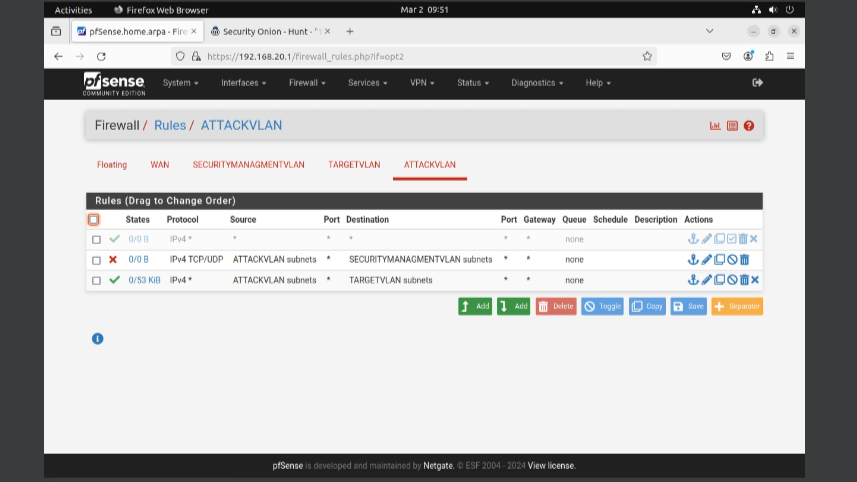 Activities Firefox Web Browser Mar 2 09:51
pfSense.home.arpa - Fire × Security Onion - Hunt - "1 × +
https://192.168.20.1/firewall_rules.php?if=opt2
pfsense System Interfaces Firewall Services VPN Status Diagnostics Help
COMMUNITY EDITION
Firewall / Rules / ATTACKVLAN
Floating WAN SECURITYMANAGMENTVLAN TARGETVLAN ATTACKVLAN
Rules (Drag to Change Order)
States Protocol Source Port Destination Port Gateway Queue Schedule Description Actions
0/0 B IPv4 * * * * * * none
0/0 B IPv4 TCP/UDP ATTACKVLAN subnets * SECURITYMANAGMENTVLAN subnets * * none
0/53 KiB IPv4 * ATTACKVLAN subnets * TARGETVLAN subnets * * none
Add Add Delete Toggle Copy Save Separator
pfSense is developed and maintained by Netgate. © ESF 2004 - 2024 View license.